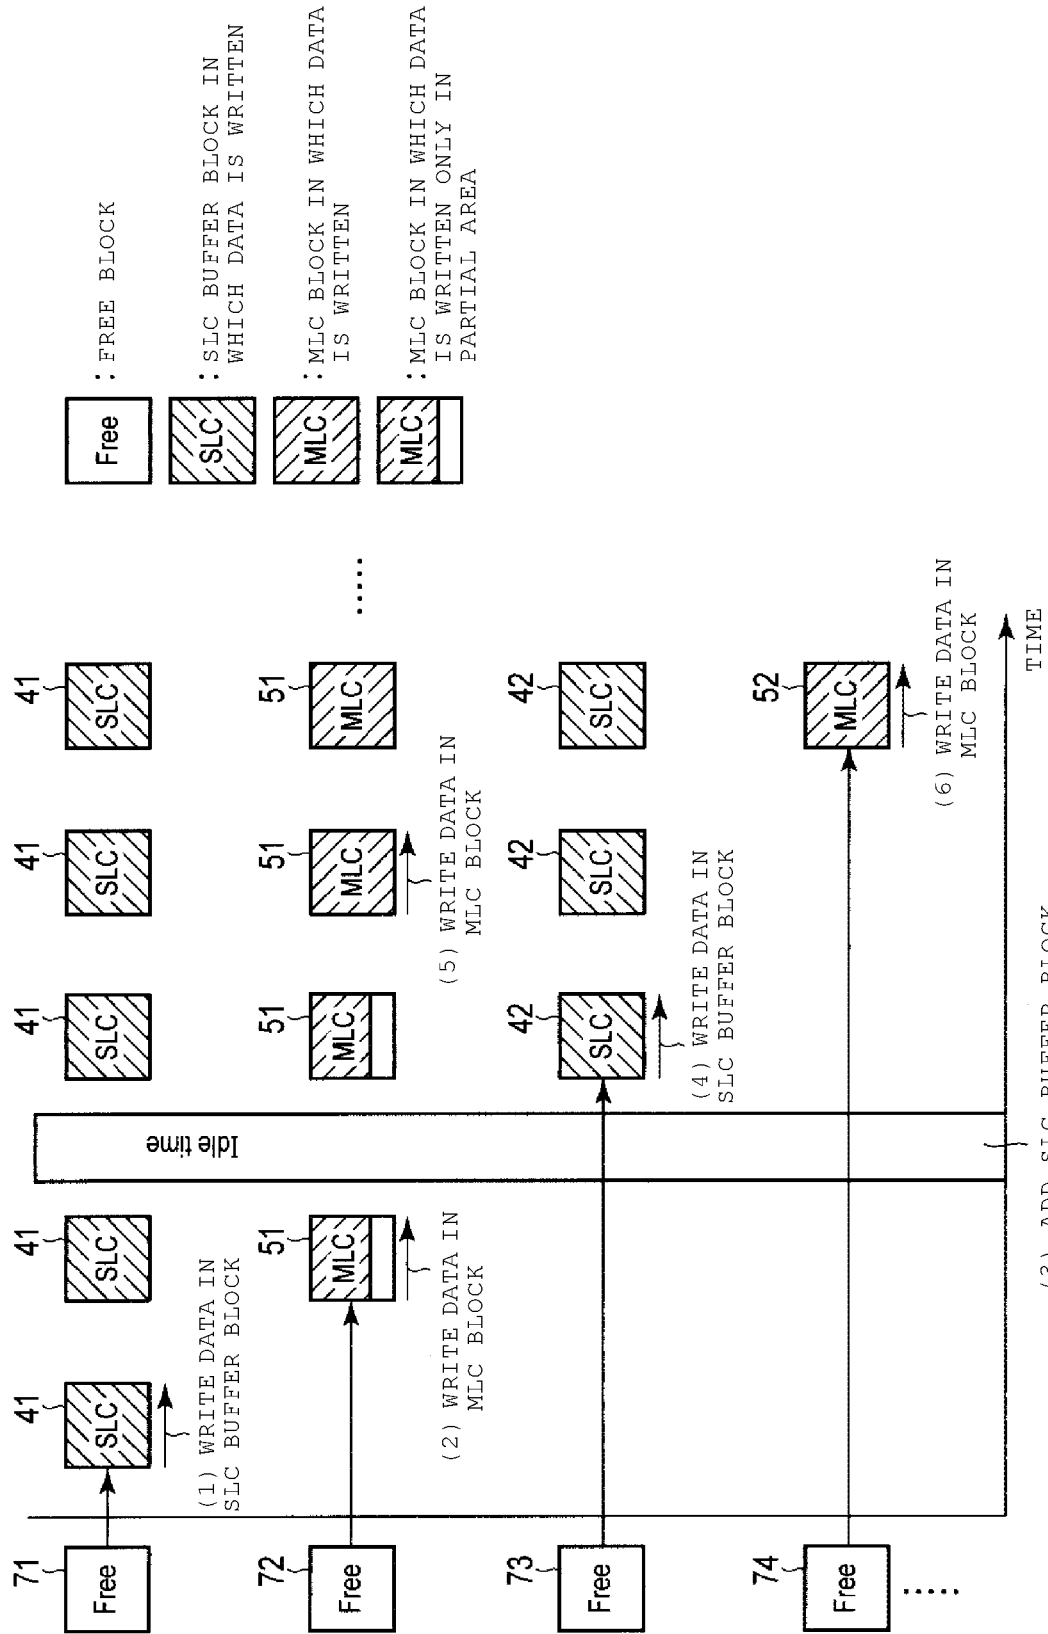 71
41
41
41
41
41
Free
SLC
SLC
SLC
SLC
SLC
(1) WRITE DATA IN
SLC BUFFER BLOCK
Idle time
72
51
51
51
51
Free
MLC
MLC
MLC
MLC
.....
(2) WRITE DATA IN
MLC BLOCK
(5) WRITE DATA IN
MLC BLOCK
73
42
42
42
Free
SLC
SLC
SLC
(4) WRITE DATA IN
SLC BUFFER BLOCK
74
52
Free
MLC
.....
(6) WRITE DATA IN
MLC BLOCK
TIME
(3) ADD SLC BUFFER BLOCK
Free
:FREE BLOCK
SLC
:SLC BUFFER BLOCK IN
WHICH DATA IS WRITTEN
MLC
:MLC BLOCK IN WHICH DATA
IS WRITTEN
MLC
:MLC BLOCK IN WHICH DATA
IS WRITTEN ONLY IN
PARTIAL AREA